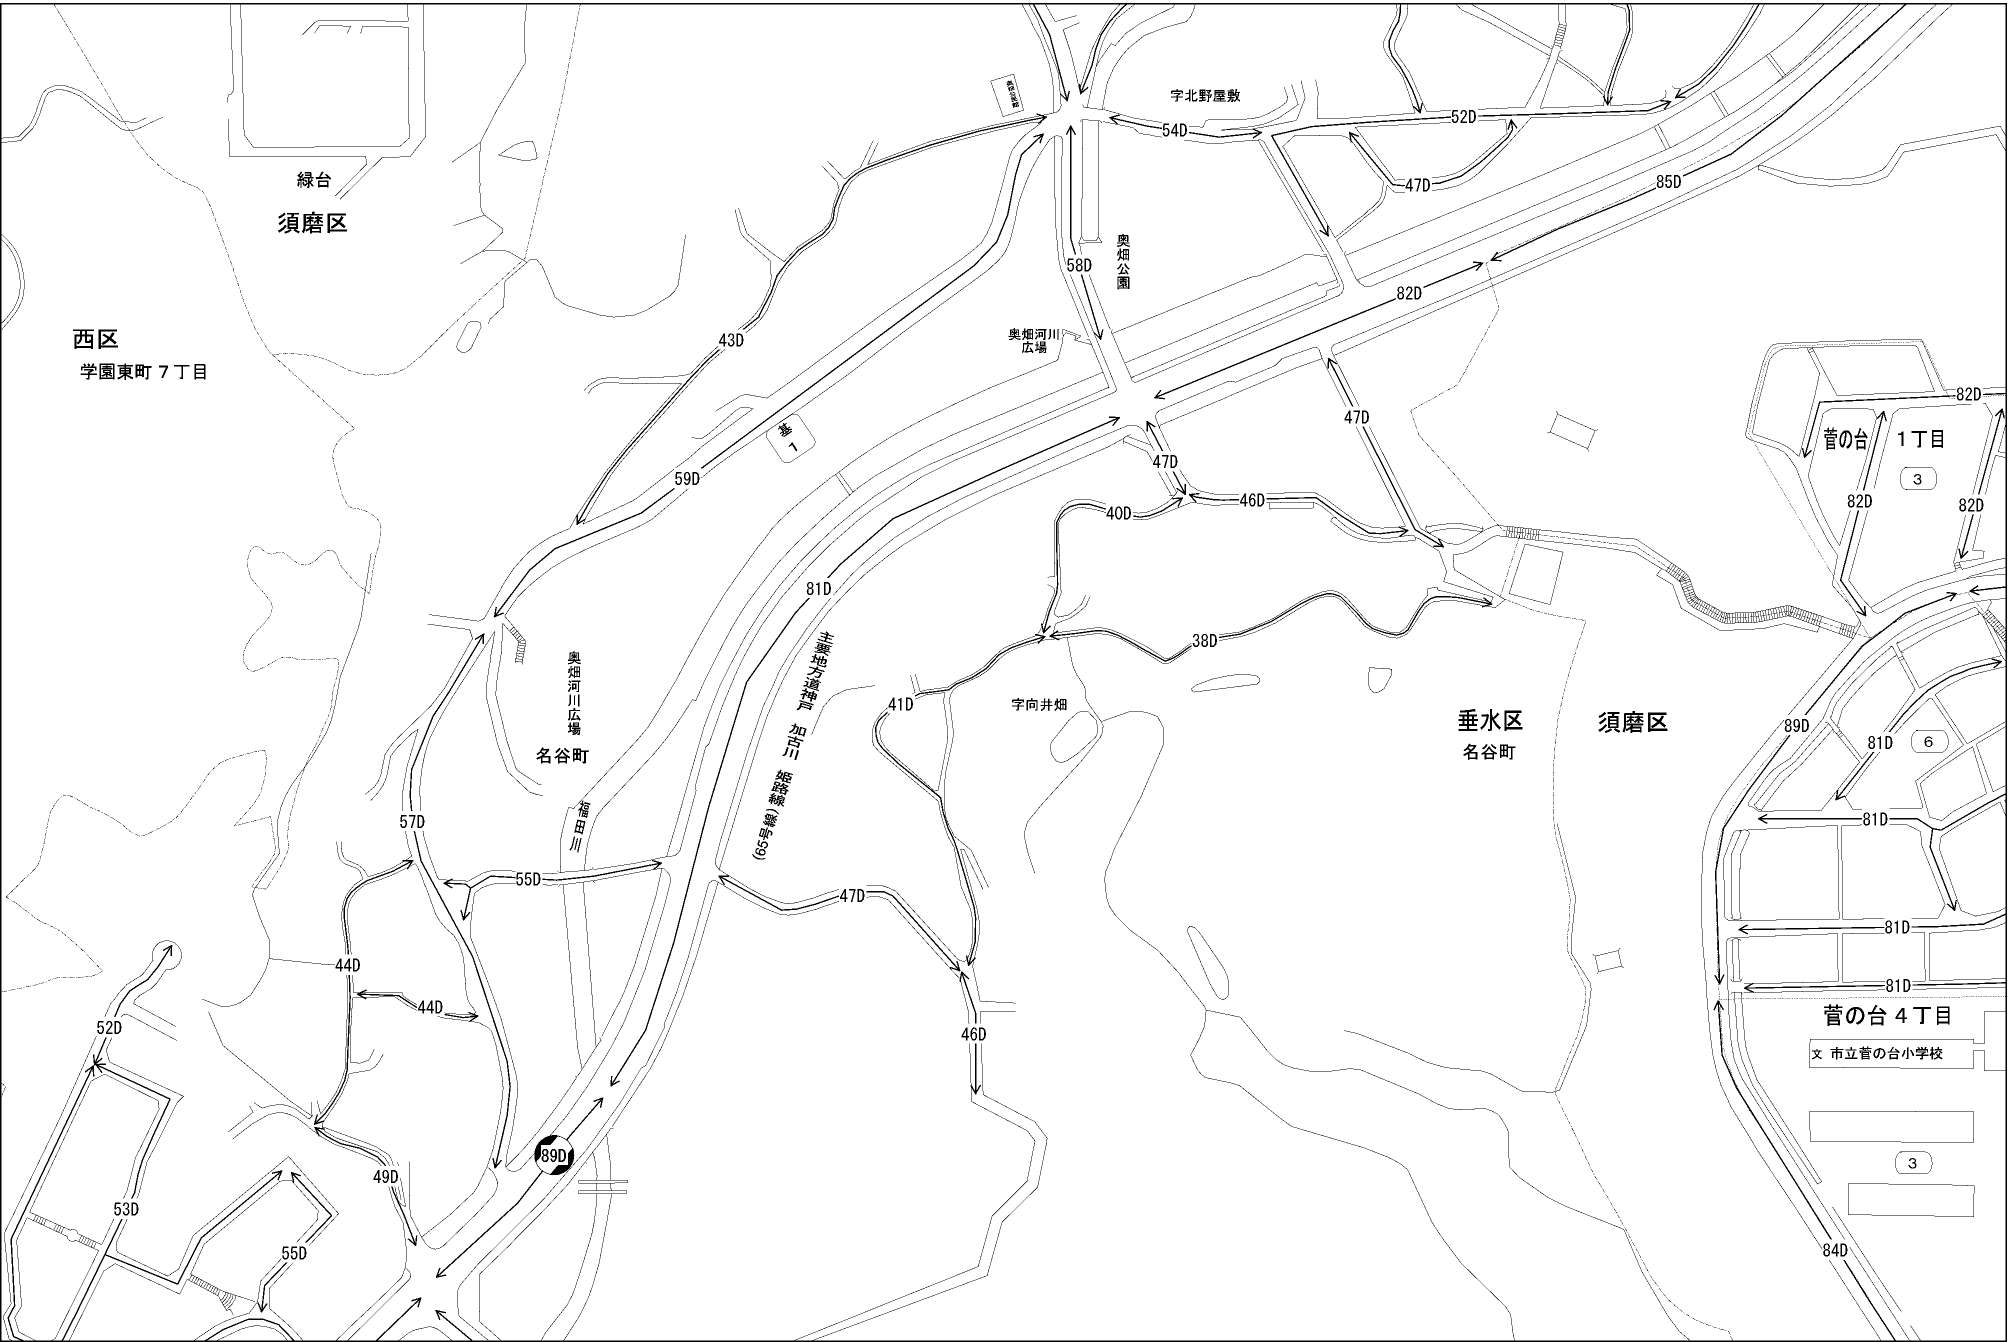 字北野屋敷
54D
52D
緑台
須磨区
47D
85D
奥畑公園
58D
82D
西区
学園東町 7 丁目
43D
奥畑河川
広場
47D
82D
菅の台 1 丁目
3
基
1
59D
47D
46D
40D
82D
82D
81D
38D
主要地方道神戸 加古川 姫路線
(65号線)
奥畑河川広場
名谷町
41D
字向井畑
垂水区
名谷町
須磨区
89D
81D
6
福田川
57D
81D
55D
47D
81D
44D
44D
81D
52D
46D
菅の台 4 丁目
文 市立菅の台小学校
89D
49D
3
53D
55D
84D